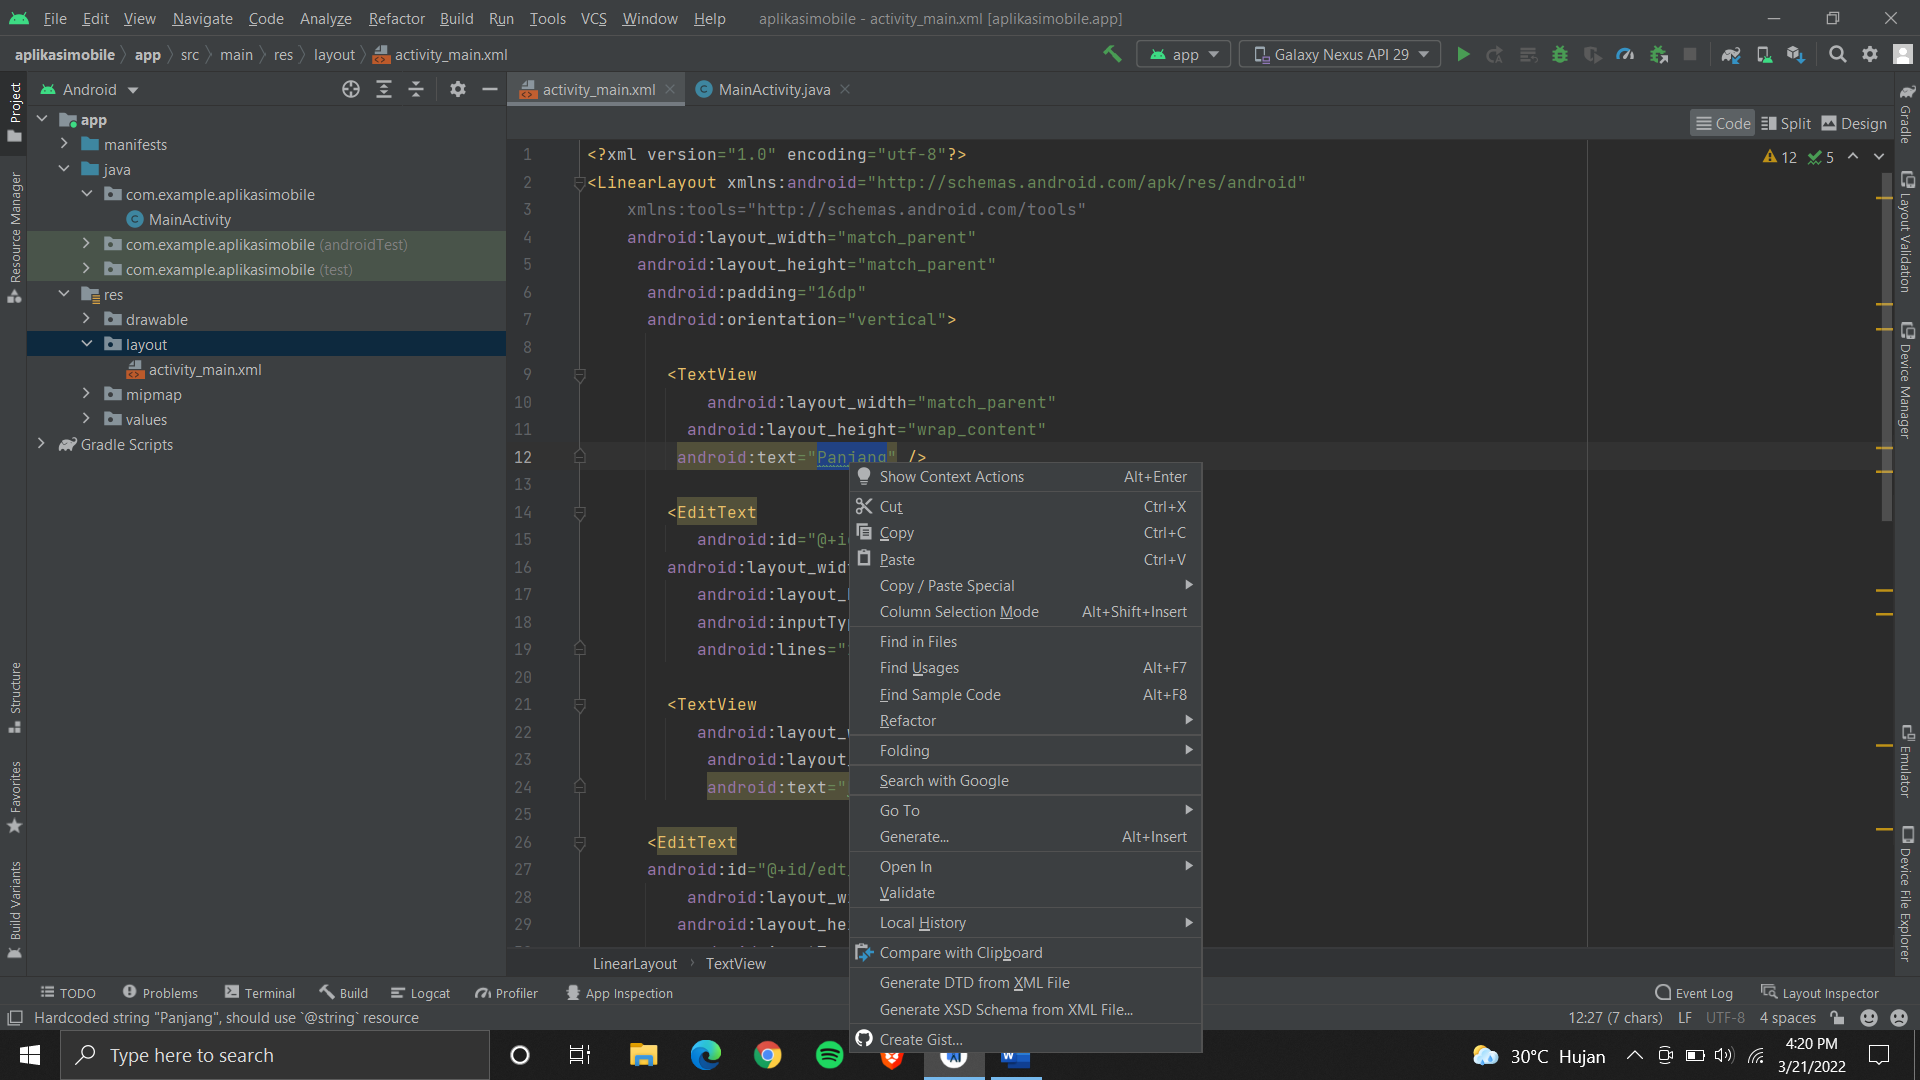 File Edit View Navigate Code Analyze Refactor Build Run Tools VCS Window Help aplikasimobile - activity_main.xml [aplikasimobile.app]
aplikasimobile app src main res layout activity_main.xml app Galaxy Nexus API 29
Android activity_main.xml MainActivity.java
Code Split Design
12 5
Project
Resource Manager
Structure
Favorites
Build Variants
app
manifests
java
com.example.aplikasimobile
MainActivity
com.example.aplikasimobile (androidTest)
com.example.aplikasimobile (test)
res
drawable
layout
activity_main.xml
mipmap
values
Gradle Scripts
1 <?xml version="1.0" encoding="utf-8"?>
2 <LinearLayout xmlns:android="http://schemas.android.com/apk/res/android"
3 xmlns:tools="http://schemas.android.com/tools"
4 android:layout_width="match_parent"
5 android:layout_height="match_parent"
6 android:padding="16dp"
7 android:orientation="vertical">
8
9 <TextView
10 android:layout_width="match_parent"
11 android:layout_height="wrap_content"
12 android:text="Panjang" />
13
14 <EditText
15 android:id="@+i
16 android:layout_wid
17 android:layout_
18 android:inputTy
19 android:lines="
20
21 <TextView
22 android:layout_
23 android:layout_
24 android:text="
25
26 <EditText
27 android:id="@+id/edt
28 android:layout_w
29 android:layout_he
Show Context Actions Alt+Enter
Cut Ctrl+X
Copy Ctrl+C
Paste Ctrl+V
Copy / Paste Special
Column Selection Mode Alt+Shift+Insert
Find in Files
Find Usages Alt+F7
Find Sample Code Alt+F8
Refactor
Folding
Search with Google
Go To
Generate... Alt+Insert
Open In
Validate
Local History
Compare with Clipboard
Generate DTD from XML File
Generate XSD Schema from XML File...
Create Gist...
Gradle
Layout Validation
Device Manager
Emulator
Device File Explorer
LinearLayout TextView
TODO Problems Terminal Build Logcat Profiler App Inspection Event Log Layout Inspector
Hardcoded string "Panjang", should use `@string` resource 12:27 (7 chars) LF UTF-8 4 spaces
Type here to search 30°C Hujan 4:20 PM
3/21/2022